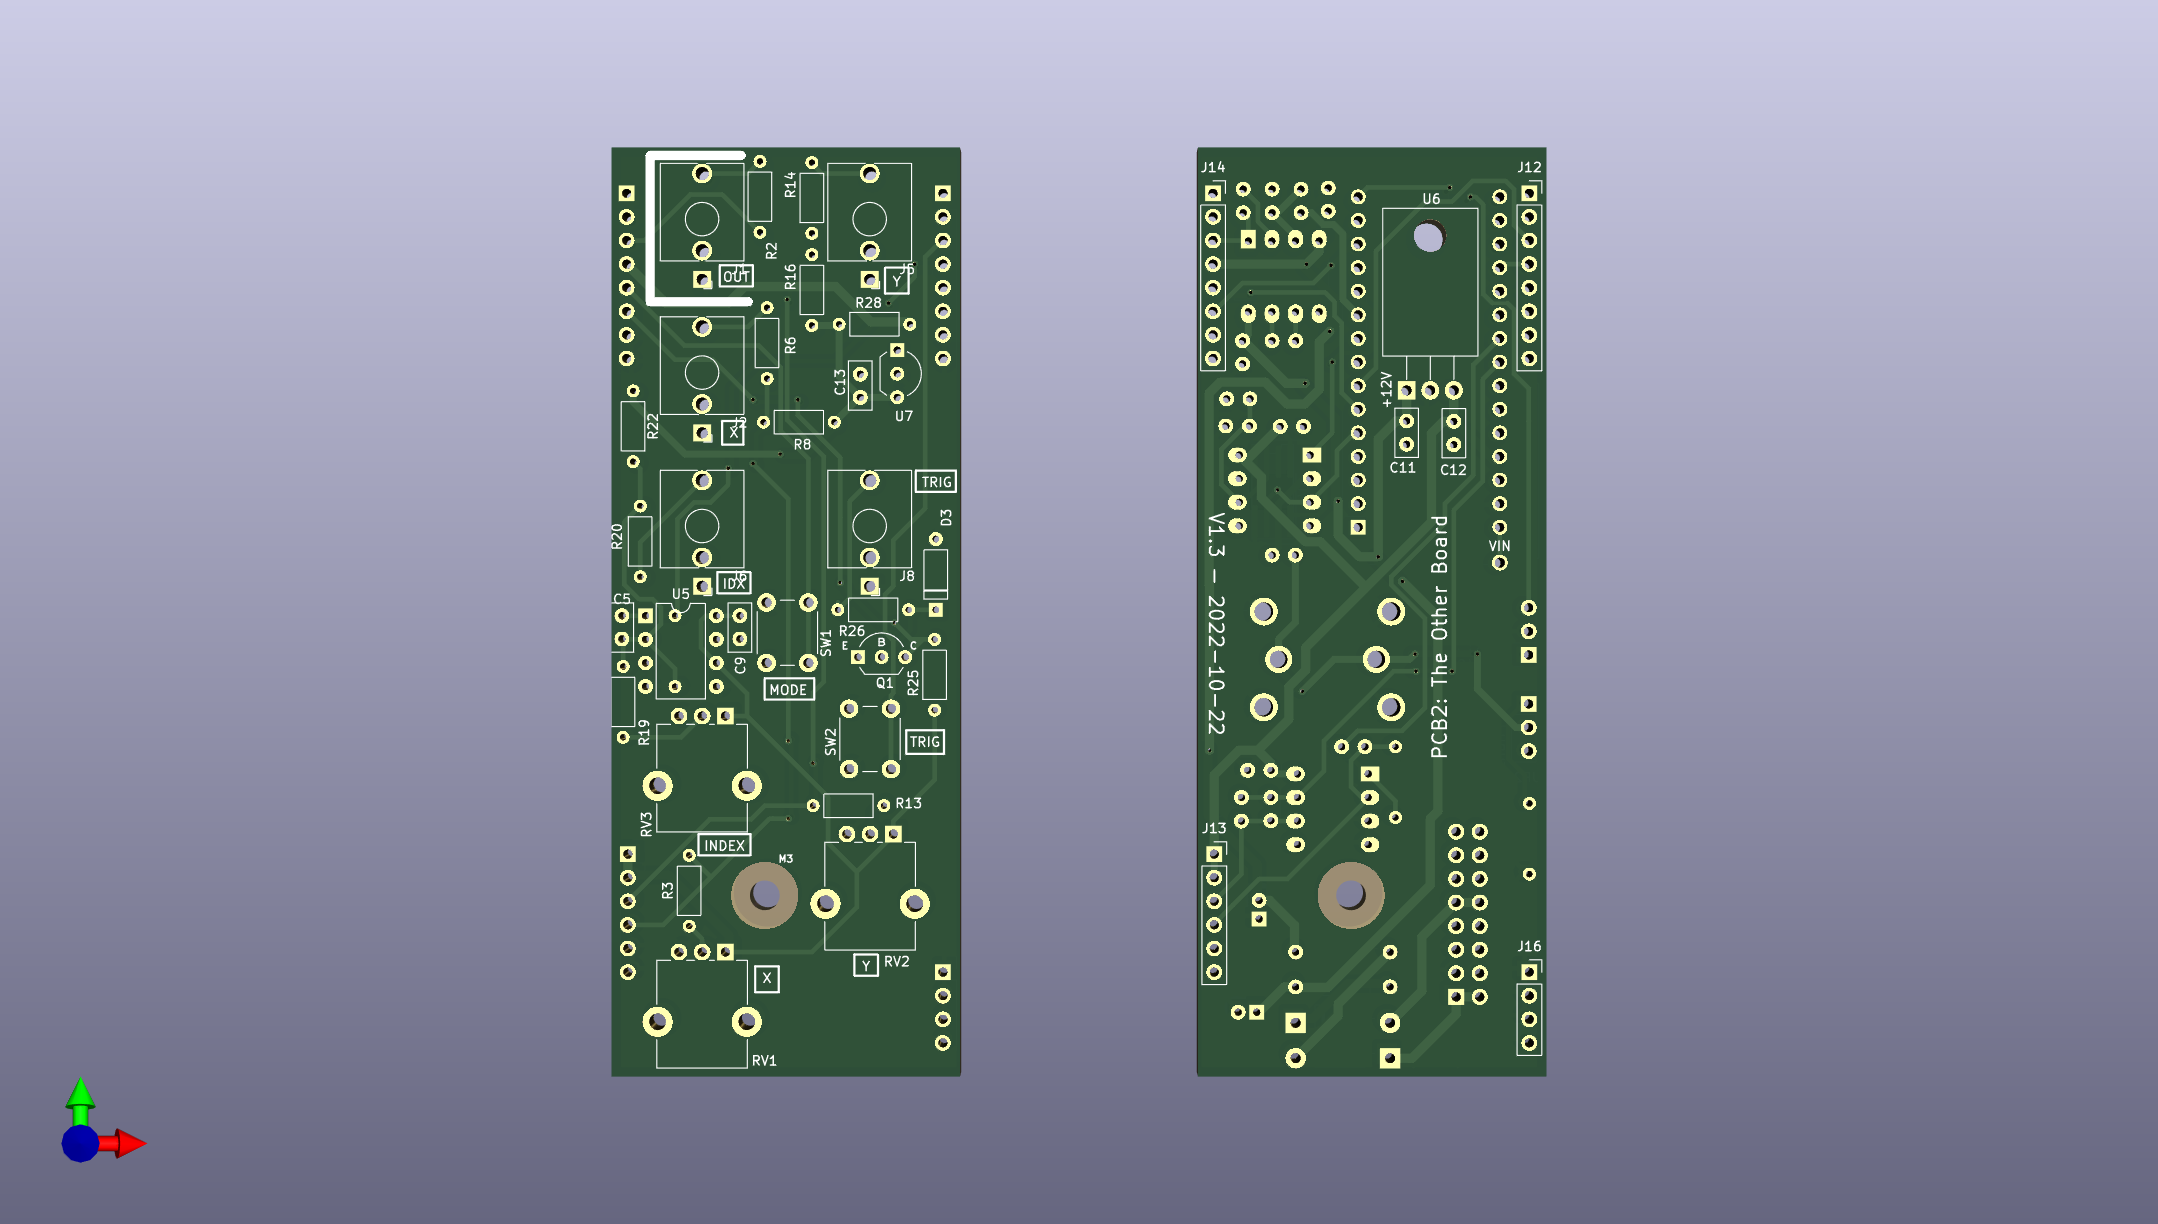 R14
R2
J1
OUT
R16
J5
Y
R28
R6
C13
U7
R22
J2
X
R8
TRIG
D3
R20
J6
IDX
J8
C5
U5
R26
SW1
E
B
C
C9
Q1
R25
MODE
R19
SW2
TRIG
RV3
R13
INDEX
M3
R3
Y
RV2
X
RV1
J14
J12
U6
+12V
C11
C12
V1.3 - 2022-10-22
PCB2: The Other Board
VIN
J13
J16